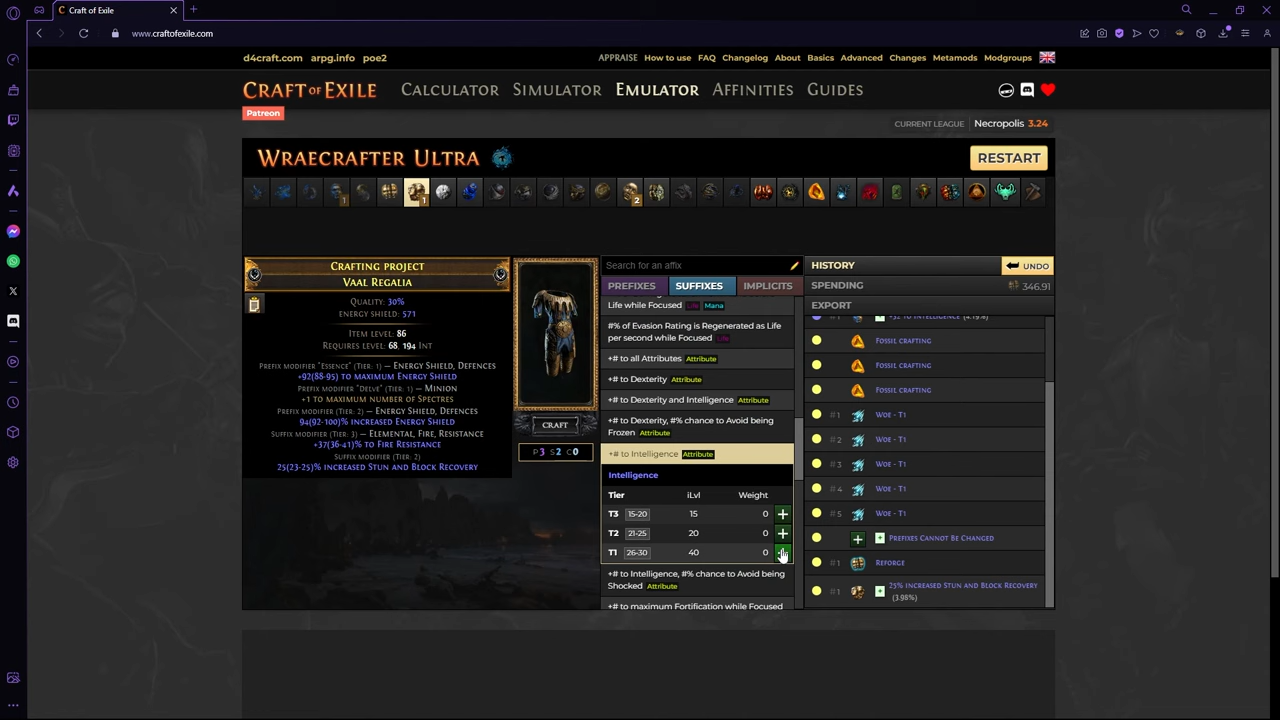 Craft of Exile
www.craftofexile.com
d4craft.com arpg.info poe2
APPRAISE How to use FAQ Changelog About Basics Advanced Changes Metamods Modgroups
CRAFT OF EXILE CALCULATOR SIMULATOR EMULATOR AFFINITIES GUIDES
Patreon
CURRENT LEAGUE Necropolis 3.24
WRAECRAFTER ULTRA
RESTART
1
1
2
CRAFTING PROJECT
VAAL REGALIA
QUALITY: 30%
ENERGY SHIELD: 571
ITEM LEVEL: 86
REQUIRES LEVEL: 68, 194 INT
PREFIX MODIFIER "ESSENCE" (TIER: 1) — ENERGY SHIELD, DEFENCES
+92(88-95) TO MAXIMUM ENERGY SHIELD
PREFIX MODIFIER "DELVE" (TIER: 1) — MINION
+1 TO MAXIMUM NUMBER OF SPECTRES
PREFIX MODIFIER (TIER: 2) — ENERGY SHIELD, DEFENCES
94(92-100)% INCREASED ENERGY SHIELD
SUFFIX MODIFIER (TIER: 3) — ELEMENTAL, FIRE, RESISTANCE
+37(36-41)% TO FIRE RESISTANCE
SUFFIX MODIFIER (TIER: 2)
25(23-25)% INCREASED STUN AND BLOCK RECOVERY
CRAFT
P3 S2 C0
Search for an affix
PREFIXES SUFFIXES IMPLICITS
Life while Focused Life Mana
#% of Evasion Rating is Regenerated as Life
per second while Focused Life
+# to all Attributes Attribute
+# to Dexterity Attribute
+# to Dexterity and Intelligence Attribute
+# to Dexterity, #% chance to Avoid being
Frozen Attribute
+# to Intelligence Attribute
Intelligence
Tier iLvl Weight
T3 15-20 15 0 +
T2 21-25 20 0 +
T1 26-30 40 0
+# to Intelligence, #% chance to Avoid being
Shocked Attribute
+# to maximum Fortification while Focused
HISTORY
UNDO
SPENDING
346.91
EXPORT
#1 +32 TO INTELLIGENCE (4.19%)
FOSSIL CRAFTING
FOSSIL CRAFTING
FOSSIL CRAFTING
#1 WOE - T1
#2 WOE - T1
#3 WOE - T1
#4 WOE - T1
#5 WOE - T1
PREFIXES CANNOT BE CHANGED
#1 REFORGE
#1 25% INCREASED STUN AND BLOCK RECOVERY
(3.98%)